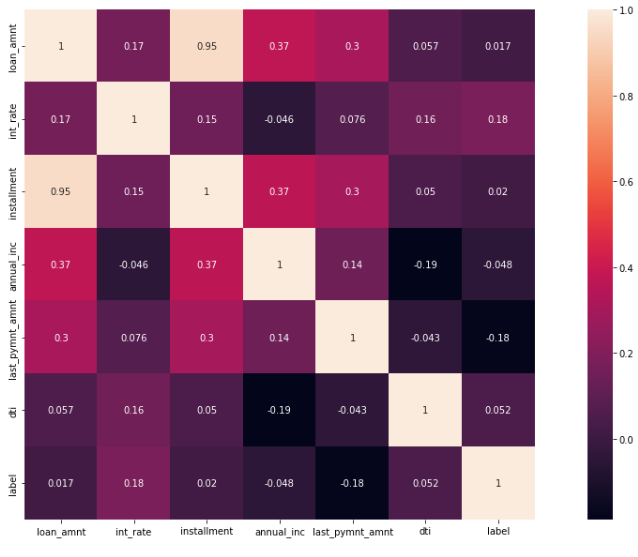 1.0
loan_amnt 1 0.17 0.95 0.37 0.3 0.057 0.017
0.8
int_rate 0.17 1 0.15 -0.046 0.076 0.16 0.18
0.6
installment 0.95 0.15 1 0.37 0.3 0.05 0.02
annual_inc 0.37 -0.046 0.37 1 0.14 -0.19 -0.048
0.4
last_pymnt_amnt 0.3 0.076 0.3 0.14 1 -0.043 -0.18
0.2
dti 0.057 0.16 0.05 -0.19 -0.043 1 0.052
0.0
label 0.017 0.18 0.02 -0.048 -0.18 0.052 1
loan_amnt int_rate installment annual_inc last_pymnt_amnt dti label